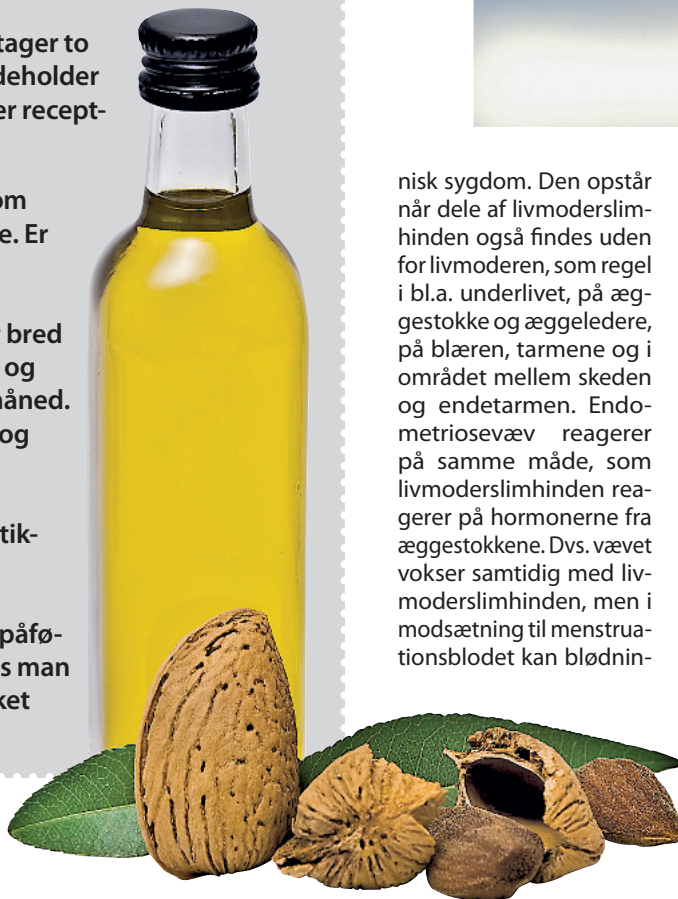 tager to
deholder
er recept-
om
e. Er
bred
og
måned.
og
tik-
påfø-
s man
ket
nisk sygdom. Den opstår
når dele af livmoderslim-
hinden også findes uden
for livmoderen, som regel
i bl.a. underlivet, på æg-
gestokke og æggeledere,
på blæren, tarmene og i
området mellem skeden
og endetarmen. Endo-
metriosevæv reagerer
på samme måde, som
livmoderslimhinden rea-
gerer på hormonerne fra
æggestokkene. Dvs. vævet
vokser samtidig med liv-
moderslimhinden, men i
modsætning til menstrua-
tionsblodet kan blødnin-